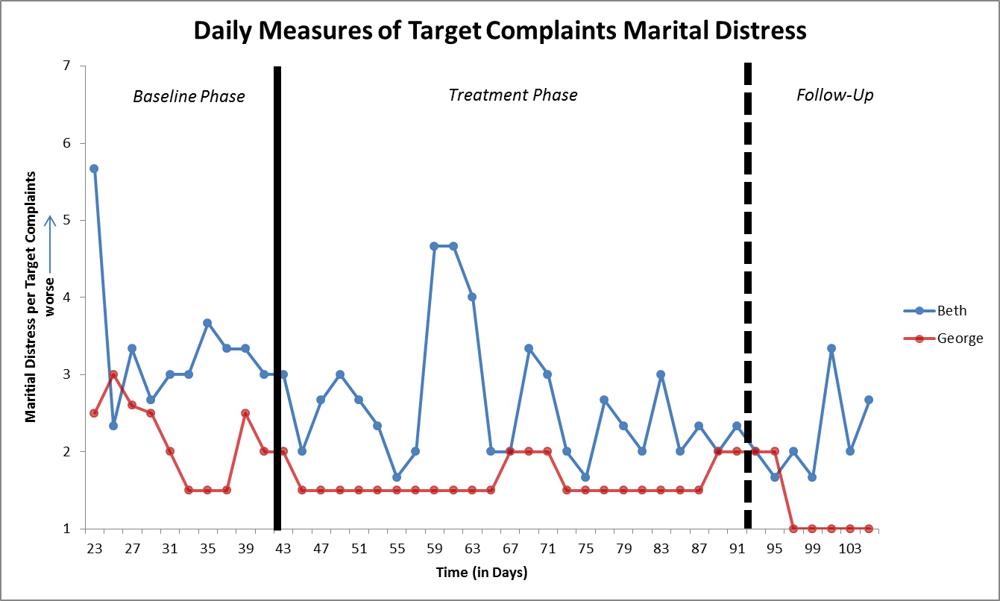 Daily Measures of Target Complaints Marital Distress
Baseline Phase
Treatment Phase
Follow-Up
Martial Distress per Target Complaints
worse
7
6
5
4
3
2
1
23 27 31 35 39 43 47 51 55 59 63 67 71 75 79 83 87 91 95 99 103
Time (in Days)
Beth
George